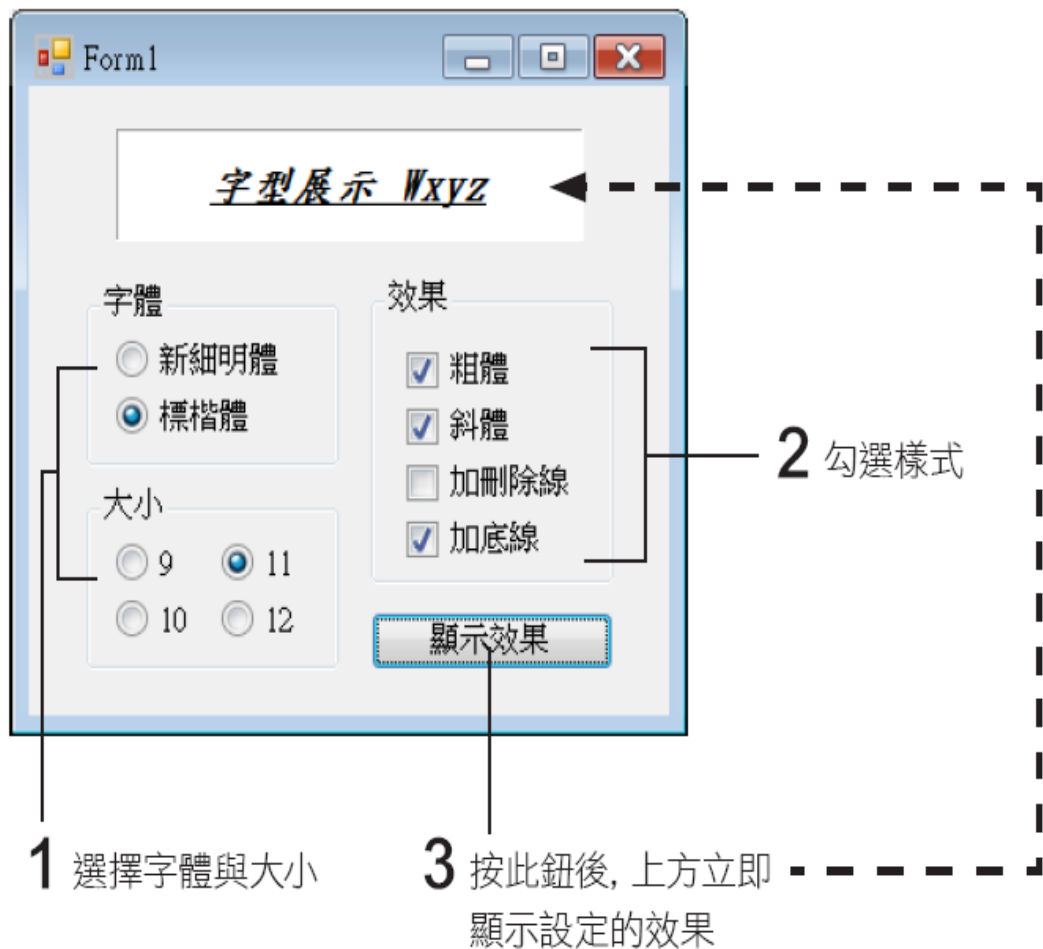 Form1
字型展示 Wxyz
字體
新細明體
標楷體
大小
9
11
10
12
效果
粗體
斜體
加刪除線
加底線
顯示效果
2 勾選樣式
1 選擇字體與大小
3 按此鈕後, 上方立即
顯示設定的效果